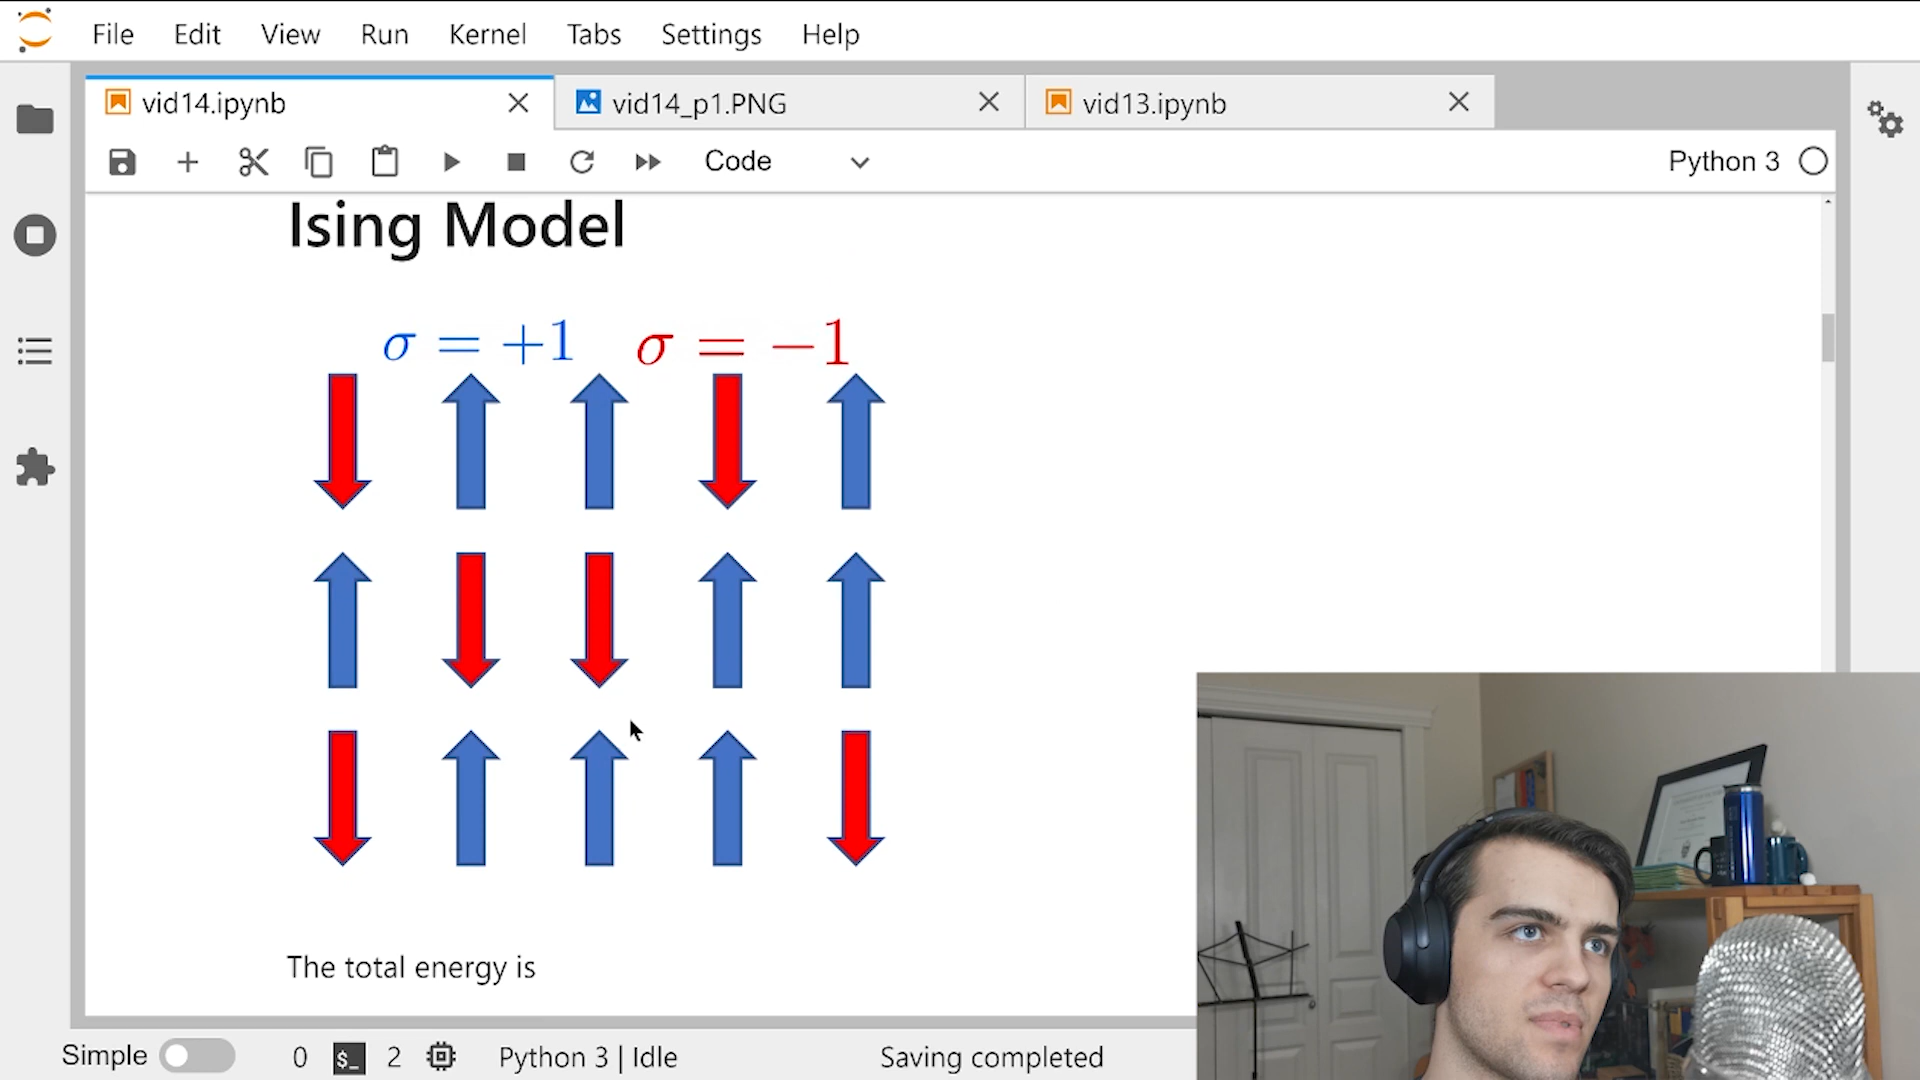 File Edit View Run Kernel Tabs Settings Help
vid14.ipynb vid14_p1.PNG vid13.ipynb
Code Python 3
Ising Model
σ = +1 σ = −1
The total energy is
Simple 0 $_ 2 Python 3 | Idle Saving completed